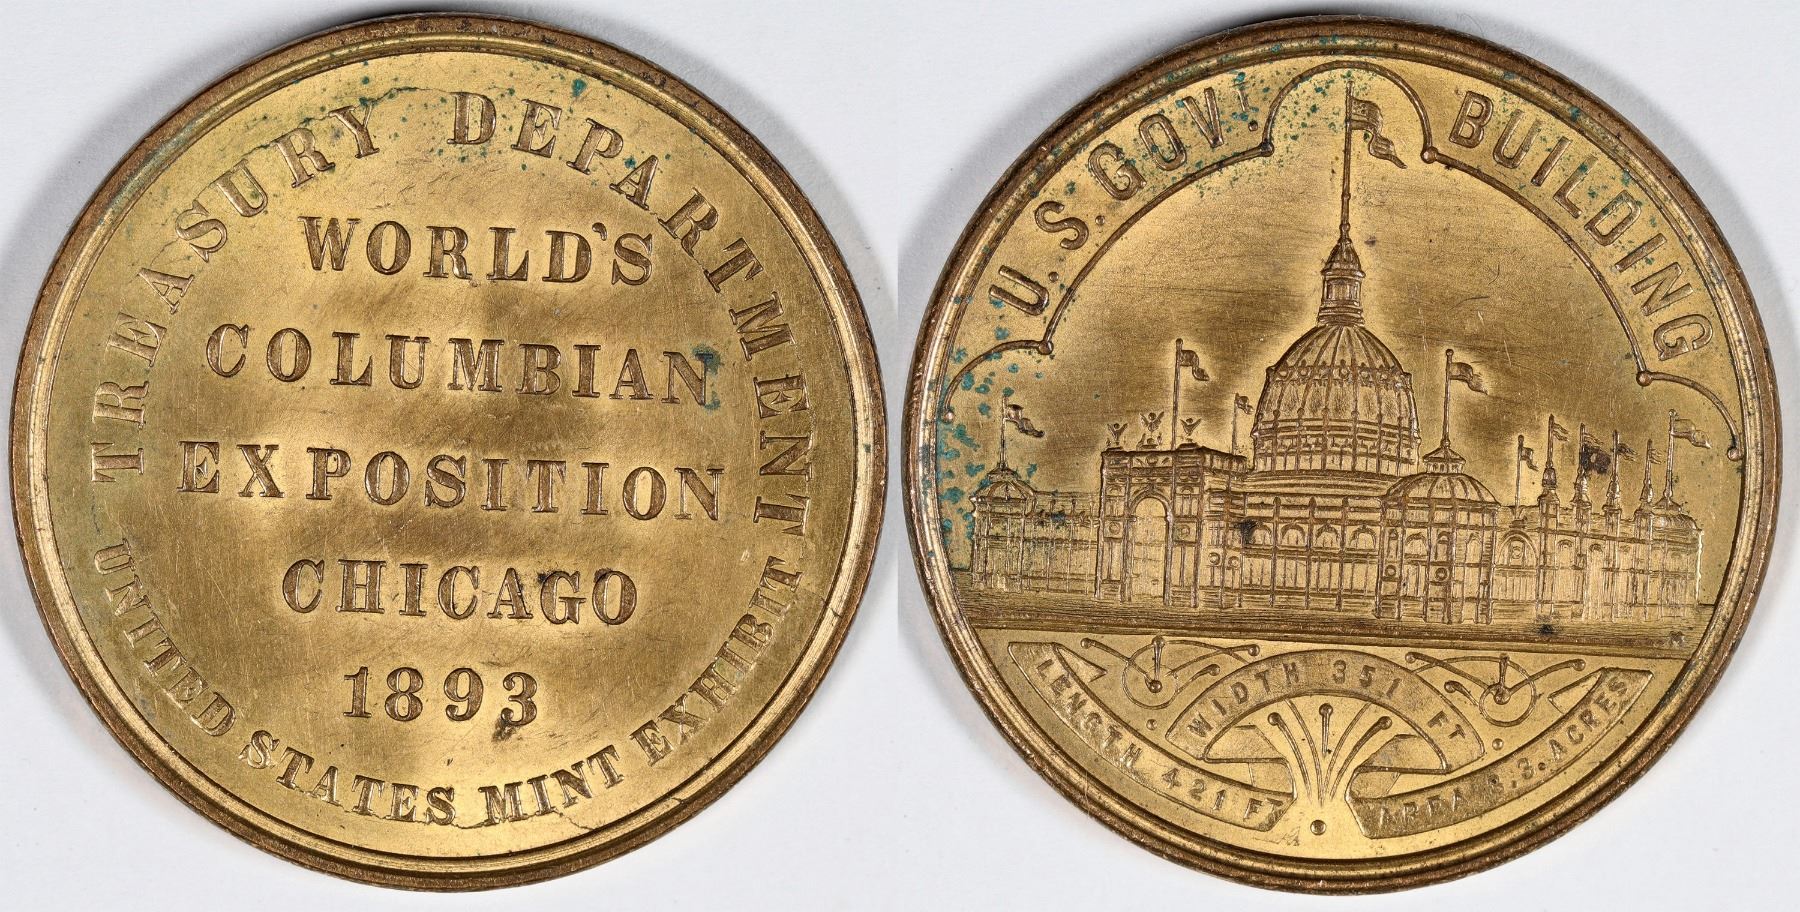 TREASURY DEPARTMENT
WORLD'S
COLUMBIAN
EXPOSITION
CHICAGO
1893
UNITED STATES MINT EXHIBIT
U.S. GOV. BUILDING
WIDTH 351 FT
LENGTH 421 FT
ACRES